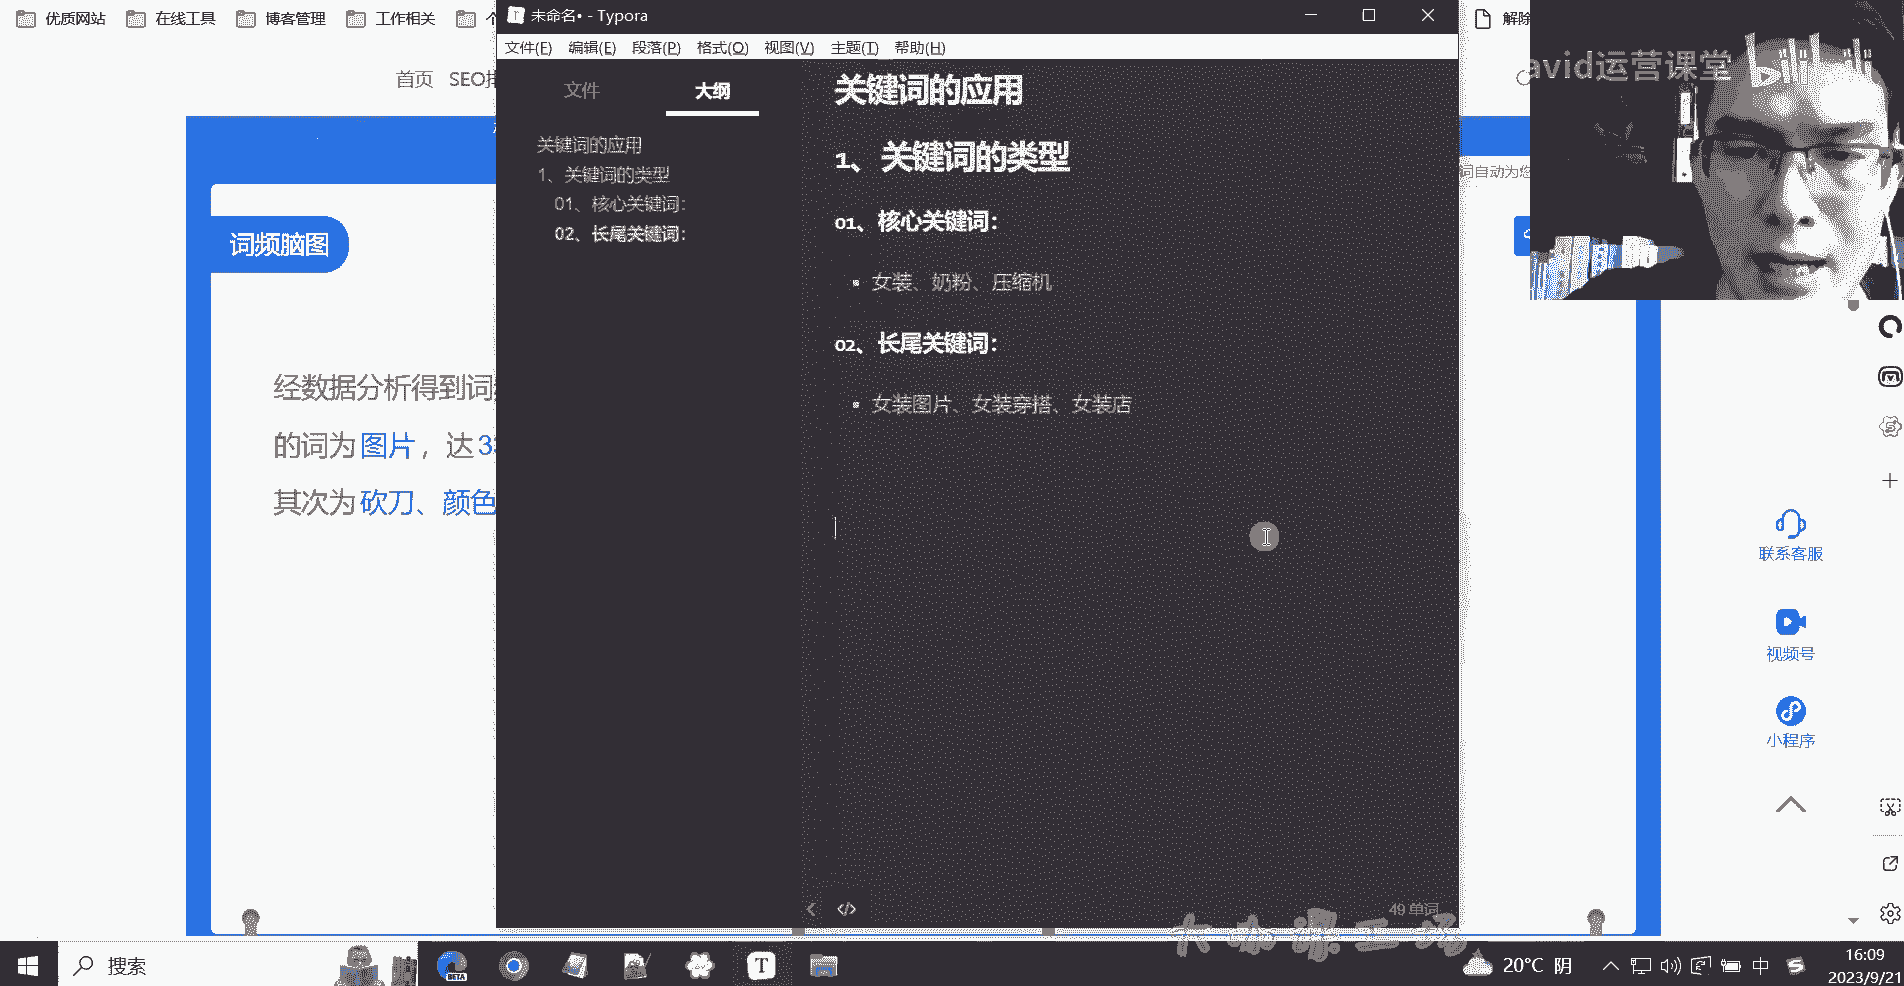 优质网站
在线工具
博客管理
工作相关
未命名• - Typora
解除
首页
文件(F) 编辑(E) 段落(P) 格式(O) 视图(V) 主题(T) 帮助(H)
avid运营课堂
bilibili
文件
大纲
关键词的应用
1、关键词的类型
01、核心关键词:
02、长尾关键词:
关键词的应用
1、 关键词的类型
01、核心关键词:
女装、奶粉、压缩机
02、长尾关键词:
女装图片、女装穿搭、女装店
词自动为您
词频脑图
经数据分析得到词
的词为 图片，达 3
其次为 砍刀、颜色
联系客服
视频号
小程序
49 单词
搜索
BETA
T
20°C 阴
中
16:09
2023/9/21